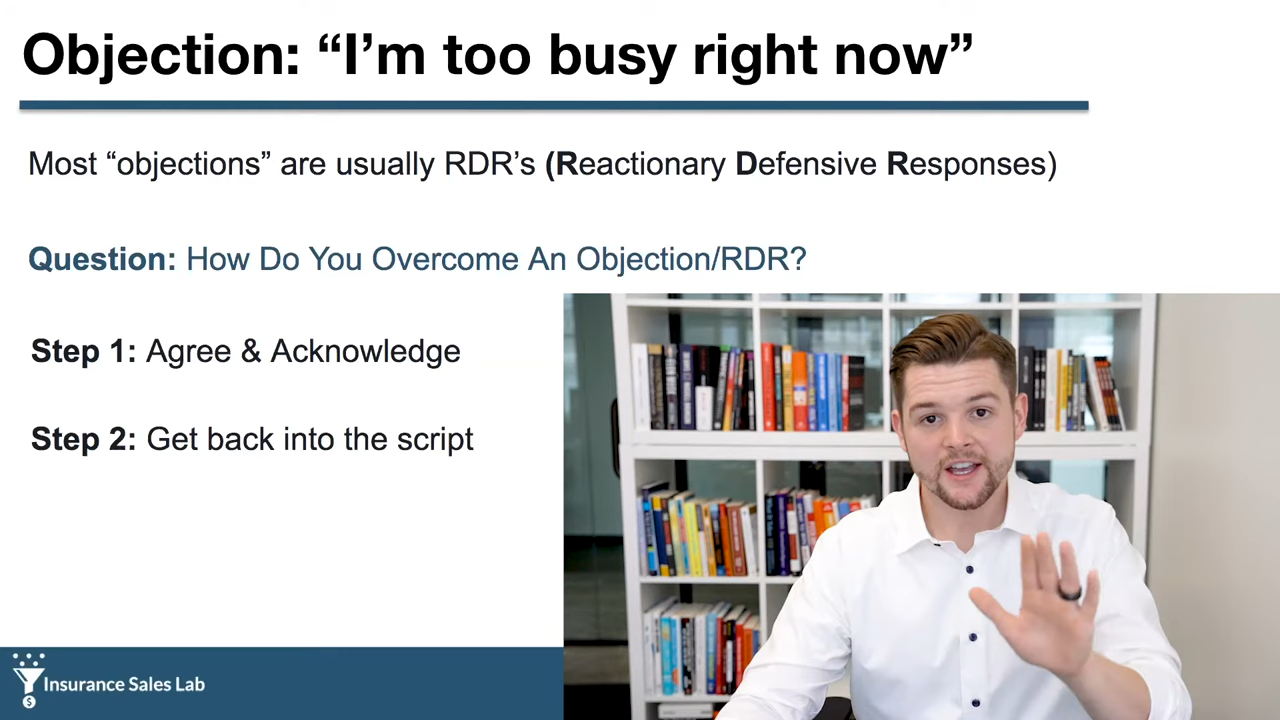 Objection: “I’m too busy right now”
Most “objections” are usually RDR’s (Reactionary Defensive Responses)
Question: How Do You Overcome An Objection/RDR?
Step 1: Agree & Acknowledge
Step 2: Get back into the script
$ Insurance Sales Lab